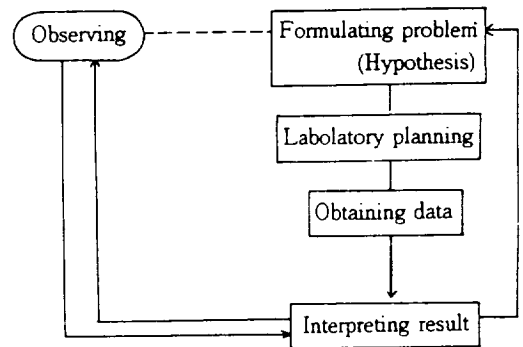 Observing
Formulating problem
(Hypothesis)
Labolatory planning
Obtaining data
Interpreting result